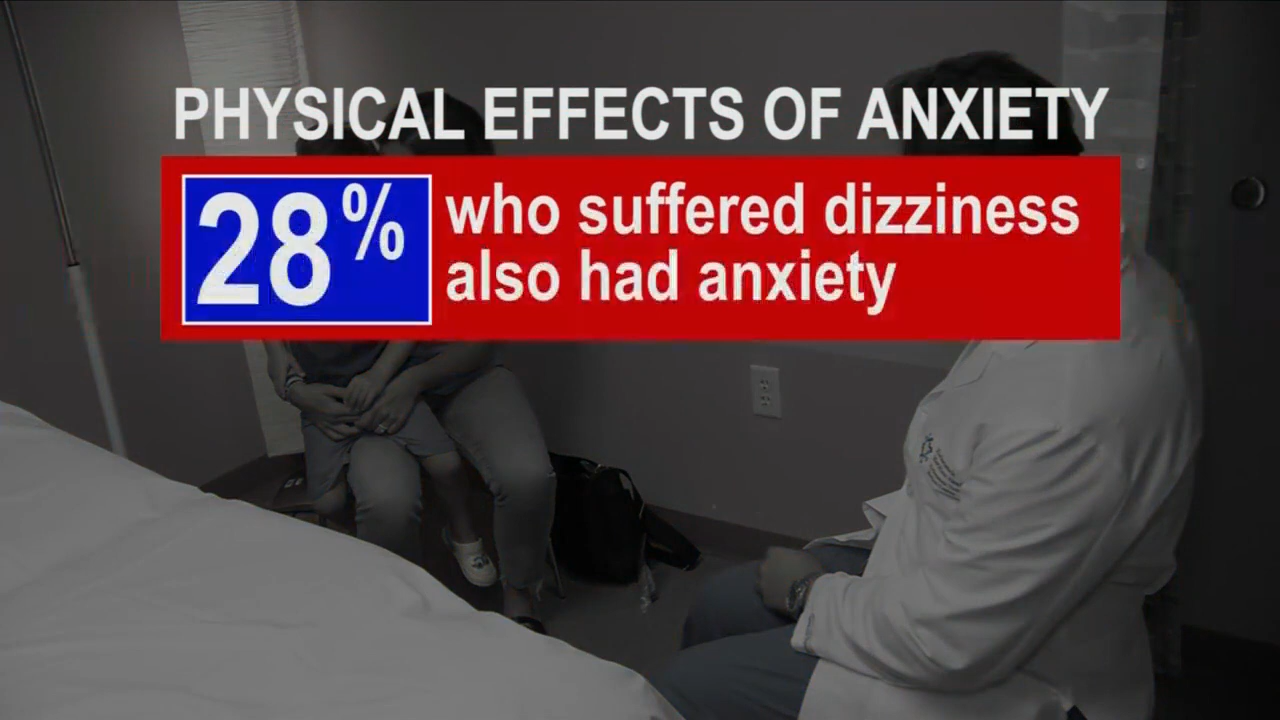 PHYSICAL EFFECTS OF ANXIETY
28%
who suffered dizziness
also had anxiety